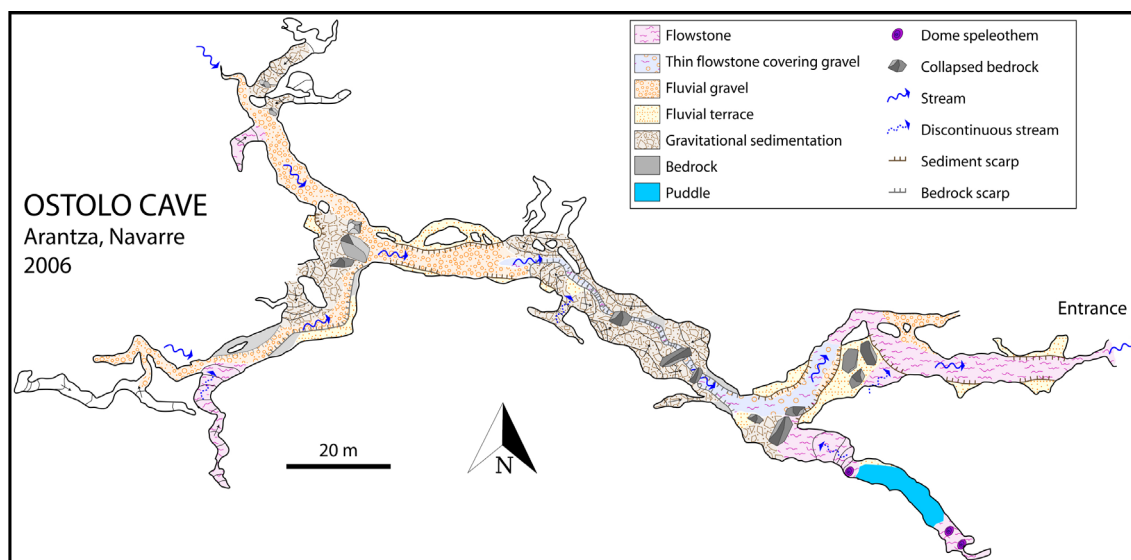 OSTOLO CAVE
Arantza, Navarre
2006
Flowstone
Thin flowstone covering gravel
Fluvial gravel
Fluvial terrace
Gravitational sedimentation
Bedrock
Puddle
Dome speleothem
Collapsed bedrock
Stream
Discontinuous stream
Sediment scarp
Bedrock scarp
Entrance
20 m
N